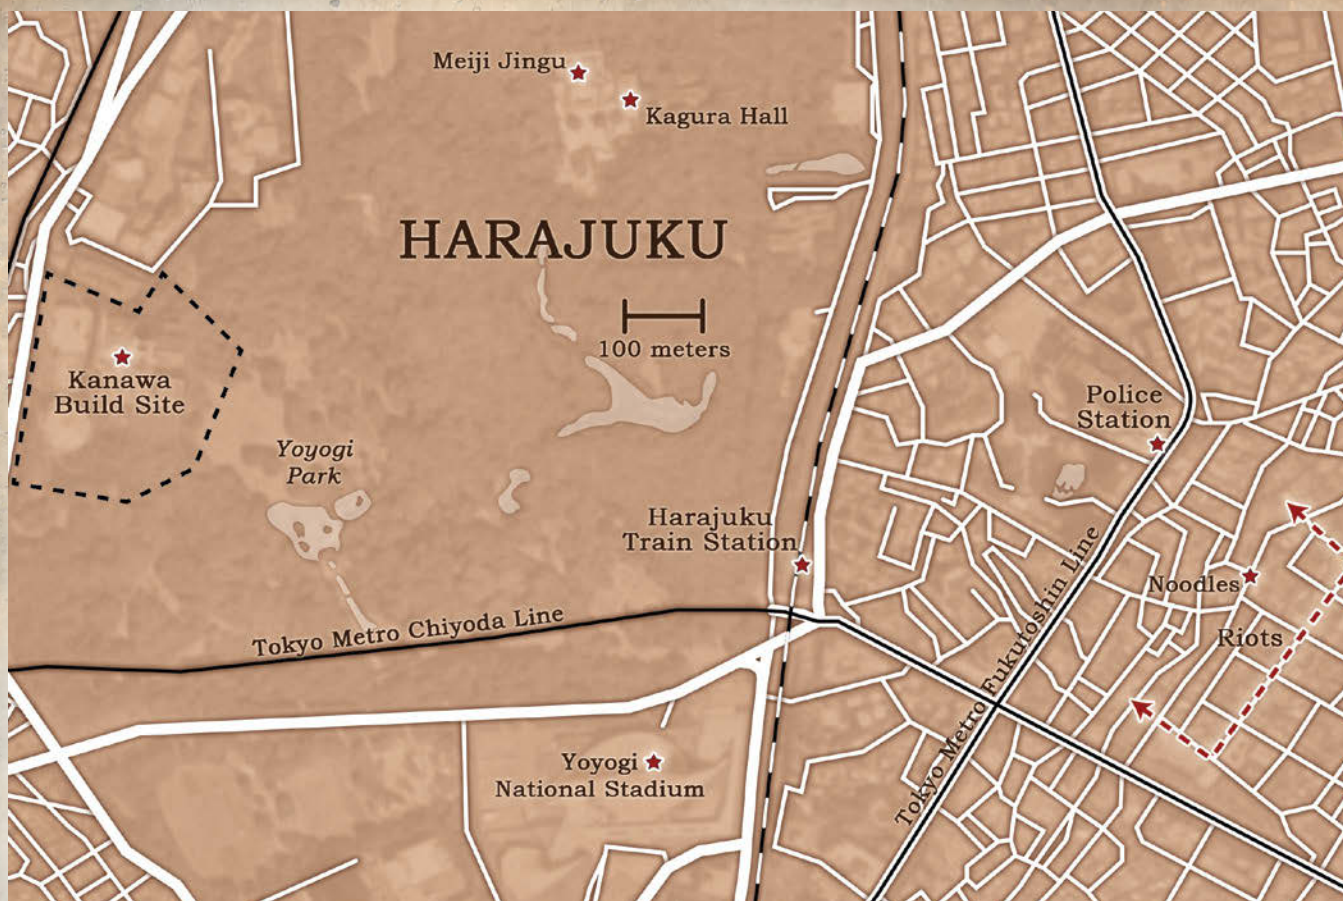 Meiji Jingu
Kagura Hall
HARAJUKU
100 meters
Kanawa
Build Site
Police
Station
Yoyogi
Park
Harajuku
Train Station
Noodles
Tokyo Metro Chiyoda Line
Tokyo Metro Fukutoshin Line
Riots
Yoyogi
National Stadium